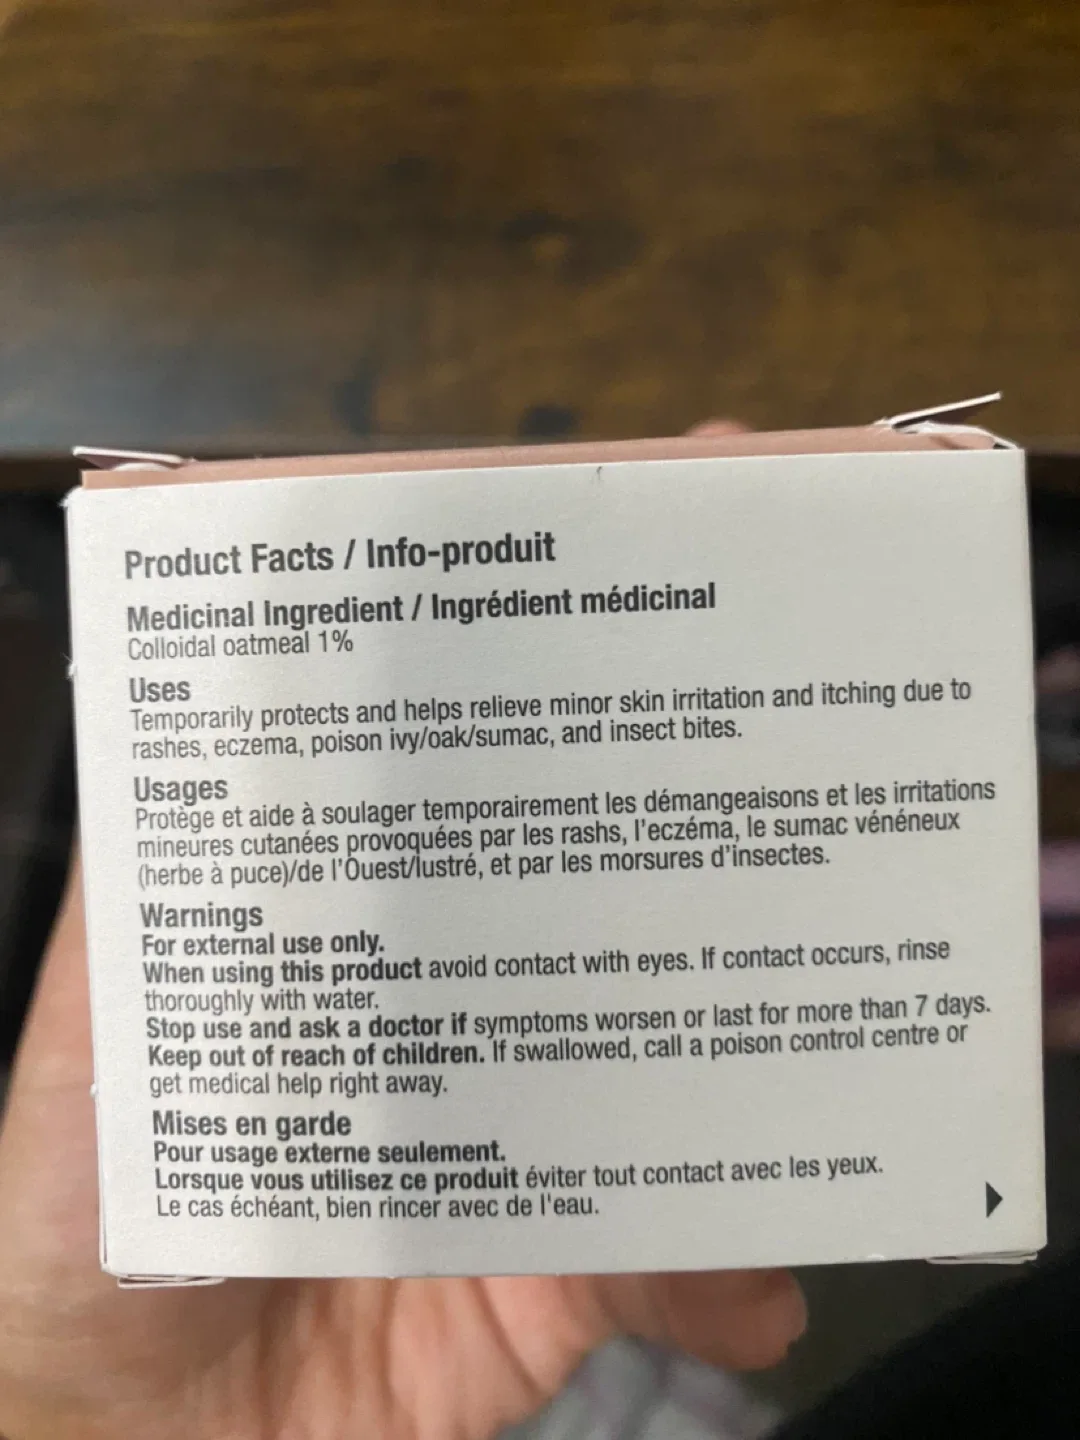 Product Facts / Info-produit
Medicinal Ingredient / Ingrédient médicinal
Colloidal oatmeal 1%
Uses
Temporarily protects and helps relieve minor skin irritation and itching due to
rashes, eczema, poison ivy/oak/sumac, and insect bites.
Usages
Protège et aide à soulager temporairement les démangeaisons et les irritations
mineures cutanées provoquées par les rashs, l'eczéma, le sumac vénéneux
(herbe à puce)/de l'Ouest/lustré, et par les morsures d'insectes.
Warnings
For external use only.
When using this product avoid contact with eyes. If contact occurs, rinse
thoroughly with water.
Stop use and ask a doctor if symptoms worsen or last for more than 7 days.
Keep out of reach of children. If swallowed, call a poison control centre or
get medical help right away.
Mises en garde
Pour usage externe seulement.
Lorsque vous utilisez ce produit éviter tout contact avec les yeux.
Le cas échéant, bien rincer avec de l'eau.